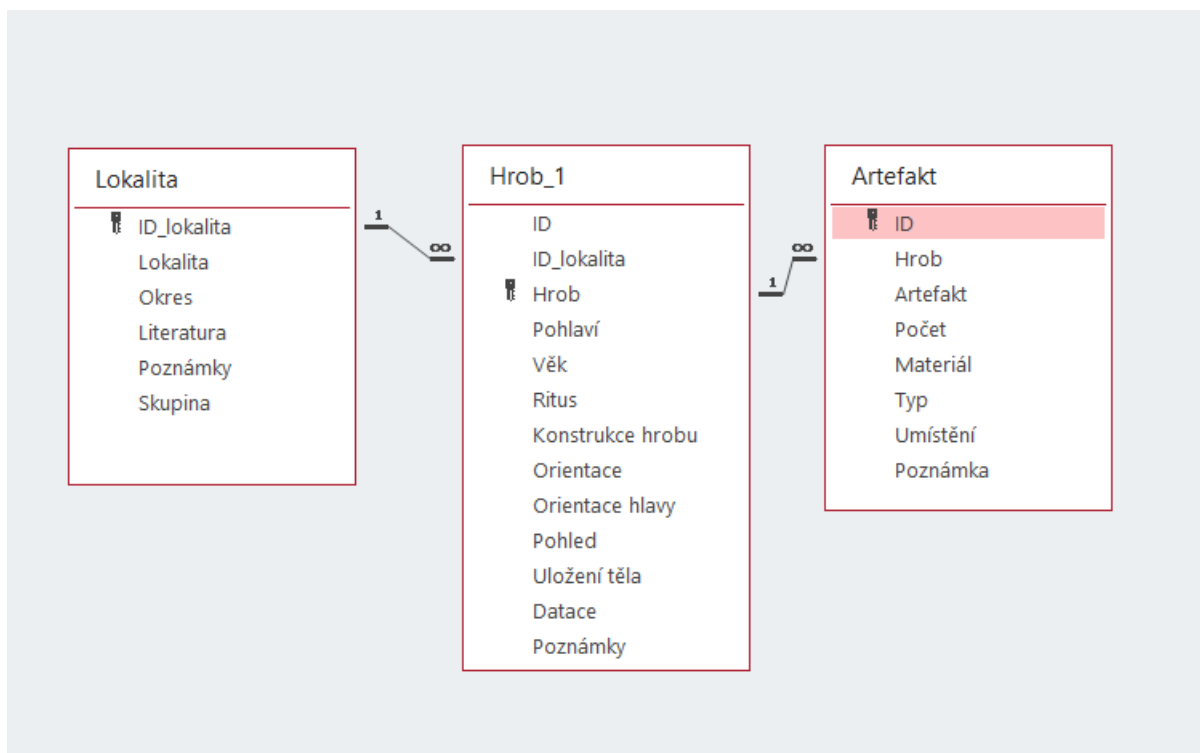 Lokalita
ID_lokalita
Lokalita
Okres
Literatura
Poznámky
Skupina
1
∞
Hrob_1
ID
ID_lokalita
Hrob
Pohlaví
Věk
Ritus
Konstrukce hrobu
Orientace
Orientace hlavy
Pohled
Uložení těla
Datace
Poznámky
1
∞
Artefakt
ID
Hrob
Artefakt
Počet
Materiál
Typ
Umístění
Poznámka